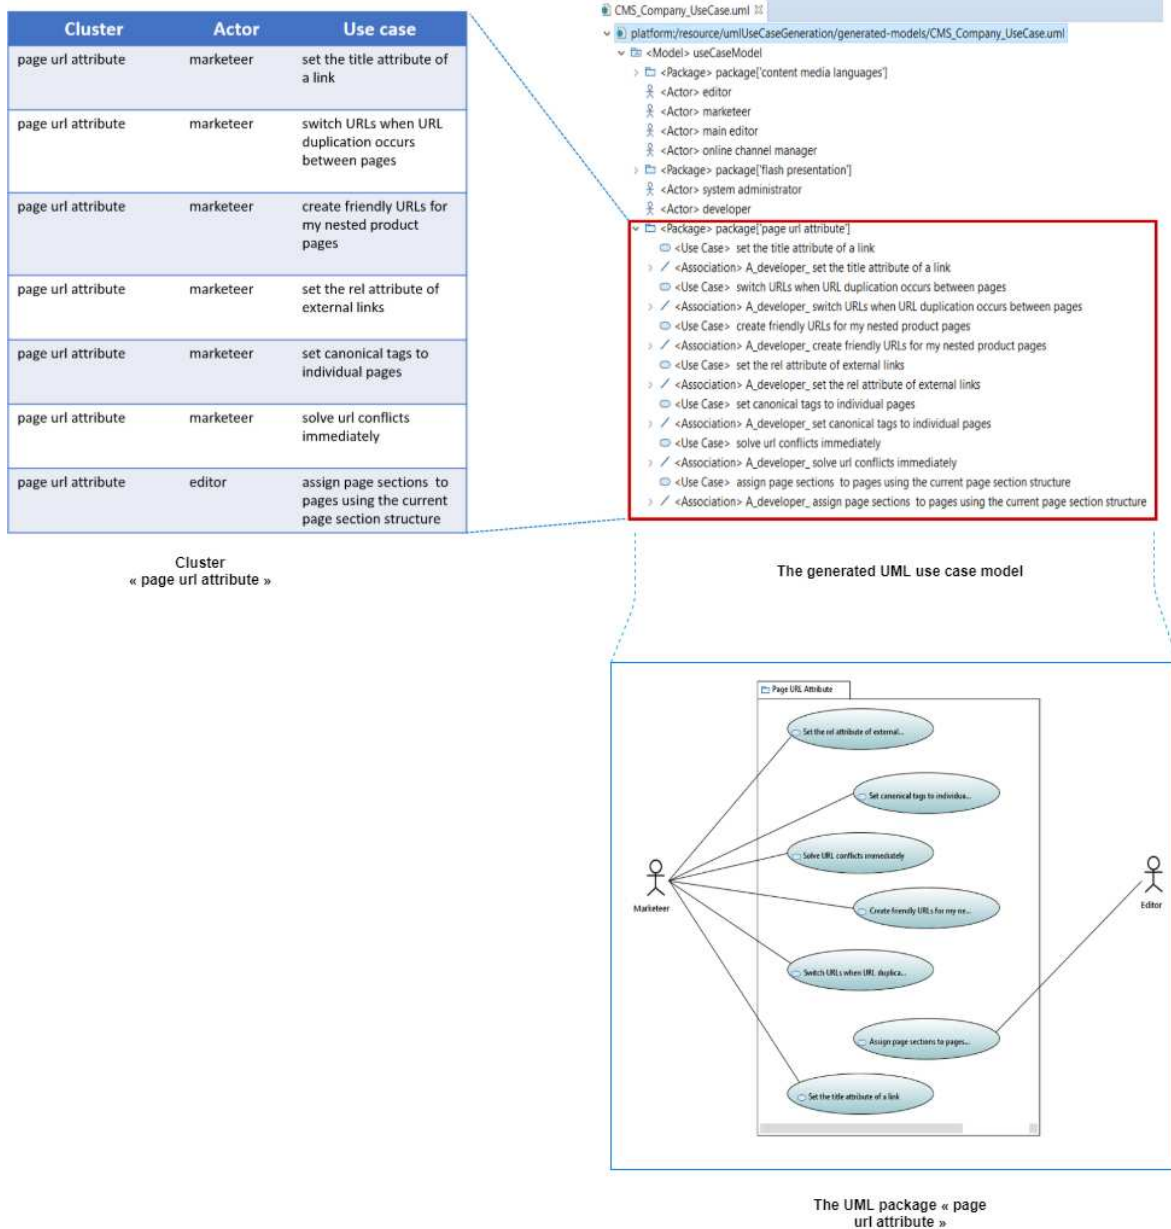 Cluster Actor Use case
page url attribute marketeer set the title attribute of
a link
page url attribute marketeer switch URLs when URL
duplication occurs
between pages
page url attribute marketeer create friendly URLs for
my nested product
pages
page url attribute marketeer set the rel attribute of
external links
page url attribute marketeer set canonical tags to
individual pages
page url attribute marketeer solve url conflicts
immediately
page url attribute editor assign page sections to
pages using the current
page section structure
Cluster
« page url attribute »
CMS_Company_UseCase.uml
platform:/resource/umlUseCaseGeneration/generated-models/CMS_Company_UseCase.uml
<Model> useCaseModel
<Package> package['content media languages']
<Actor> editor
<Actor> marketeer
<Actor> main editor
<Actor> online channel manager
<Package> package['flash presentation']
<Actor> system administrator
<Actor> developer
<Package> package['page url attribute']
<Use Case> set the title attribute of a link
<Association> A_developer_ set the title attribute of a link
<Use Case> switch URLs when URL duplication occurs between pages
<Association> A_developer_ switch URLs when URL duplication occurs between pages
<Use Case> create friendly URLs for my nested product pages
<Association> A_developer_ create friendly URLs for my nested product pages
<Use Case> set the rel attribute of external links
<Association> A_developer_ set the rel attribute of external links
<Use Case> set canonical tags to individual pages
<Association> A_developer_ set canonical tags to individual pages
<Use Case> solve url conflicts immediately
<Association> A_developer_ solve url conflicts immediately
<Use Case> assign page sections to pages using the current page section structure
<Association> A_developer_ assign page sections to pages using the current page section structure
The generated UML use case model
Page URL Attribute
Set the rel attribute of external...
Set canonical tags to individua...
Solve URL conflicts immediately
Create friendly URLs for my ne...
Marketeer
Editor
Switch URLs when URL duplica...
Assign page sections to pages...
Set the title attribute of a link
The UML package « page
url attribute »